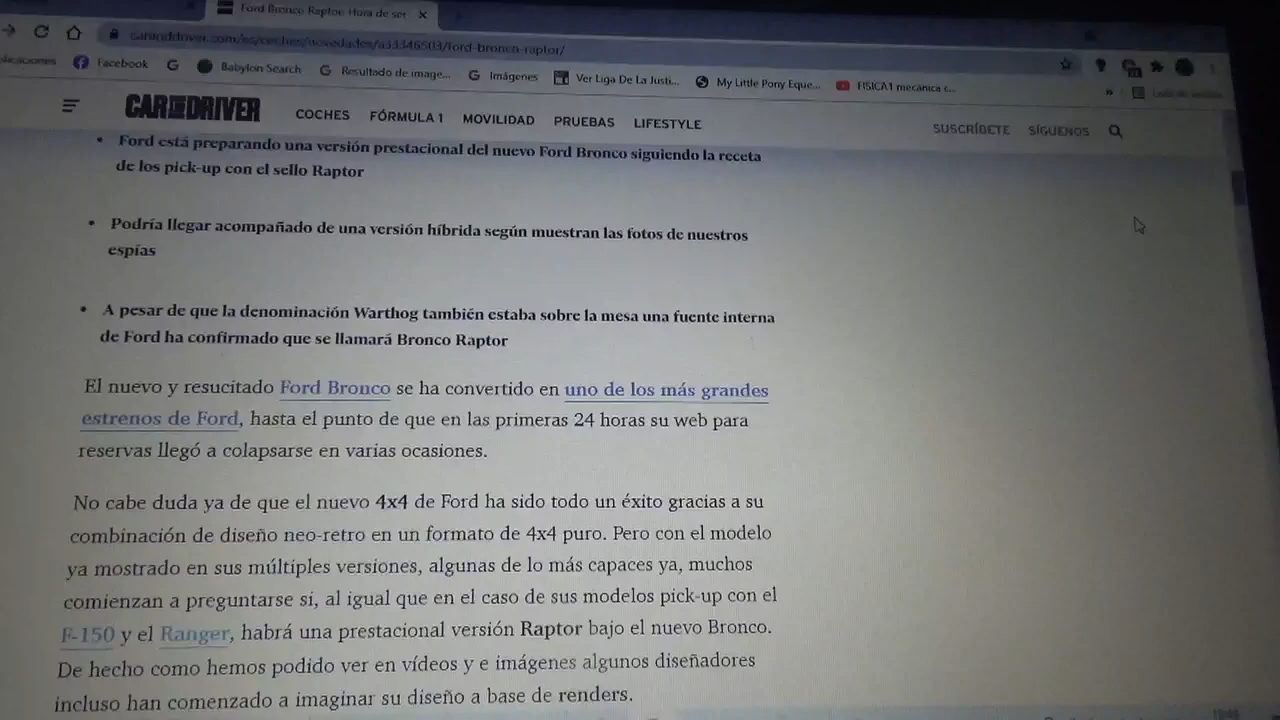 Ford Bronco Raptor: Hora de ser
caranddriver.com/es/coches/novedades/a33346503/ford-bronco-raptor/
Facebook G Babylon Search G Resultado de image... G Imágenes Ver Liga De La Justi... My Little Pony Eque... FISICA1 mecánica c...
CAR AND DRIVER COCHES FÓRMULA 1 MOVILIDAD PRUEBAS LIFESTYLE SUSCRÍBETE SÍGUENOS
• Ford está preparando una versión prestacional del nuevo Ford Bronco siguiendo la receta
de los pick-up con el sello Raptor
• Podría llegar acompañado de una versión híbrida según muestran las fotos de nuestros
espías
• A pesar de que la denominación Warthog también estaba sobre la mesa una fuente interna
de Ford ha confirmado que se llamará Bronco Raptor
El nuevo y resucitado Ford Bronco se ha convertido en uno de los más grandes
estrenos de Ford, hasta el punto de que en las primeras 24 horas su web para
reservas llegó a colapsarse en varias ocasiones.
No cabe duda ya de que el nuevo 4x4 de Ford ha sido todo un éxito gracias a su
combinación de diseño neo-retro en un formato de 4x4 puro. Pero con el modelo
ya mostrado en sus múltiples versiones, algunas de lo más capaces ya, muchos
comienzan a preguntarse si, al igual que en el caso de sus modelos pick-up con el
F-150 y el Ranger, habrá una prestacional versión Raptor bajo el nuevo Bronco.
De hecho como hemos podido ver en vídeos y e imágenes algunos diseñadores
incluso han comenzado a imaginar su diseño a base de renders.